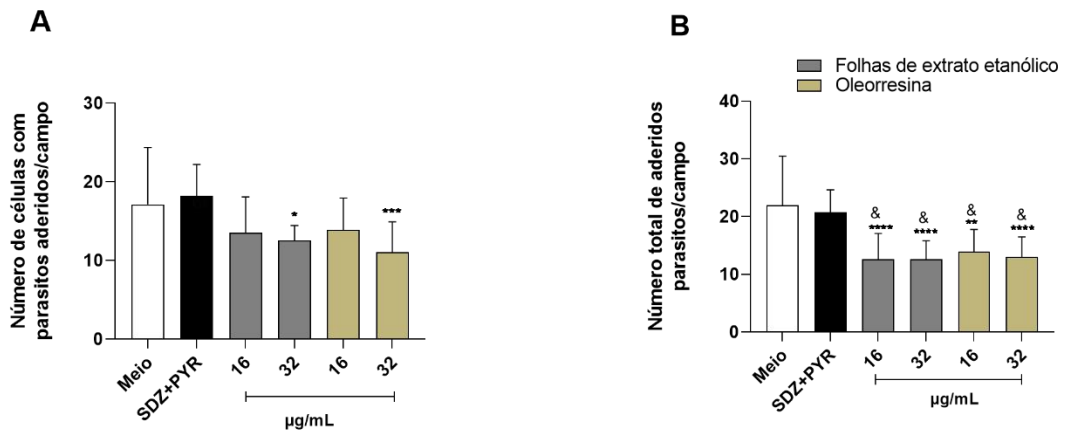 A
Número de células com
parasitos aderidos/campo
30
20
10
0
*
***
Meio
SDZ+PYR
16
32
16
32
µg/mL
B
Folhas de extrato etanólico
Oleorresina
Número total de aderidos
parasitos/campo
40
30
20
10
0
&
****
&
****
&
**
&
****
Meio
SDZ+PYR
16
32
16
32
µg/mL